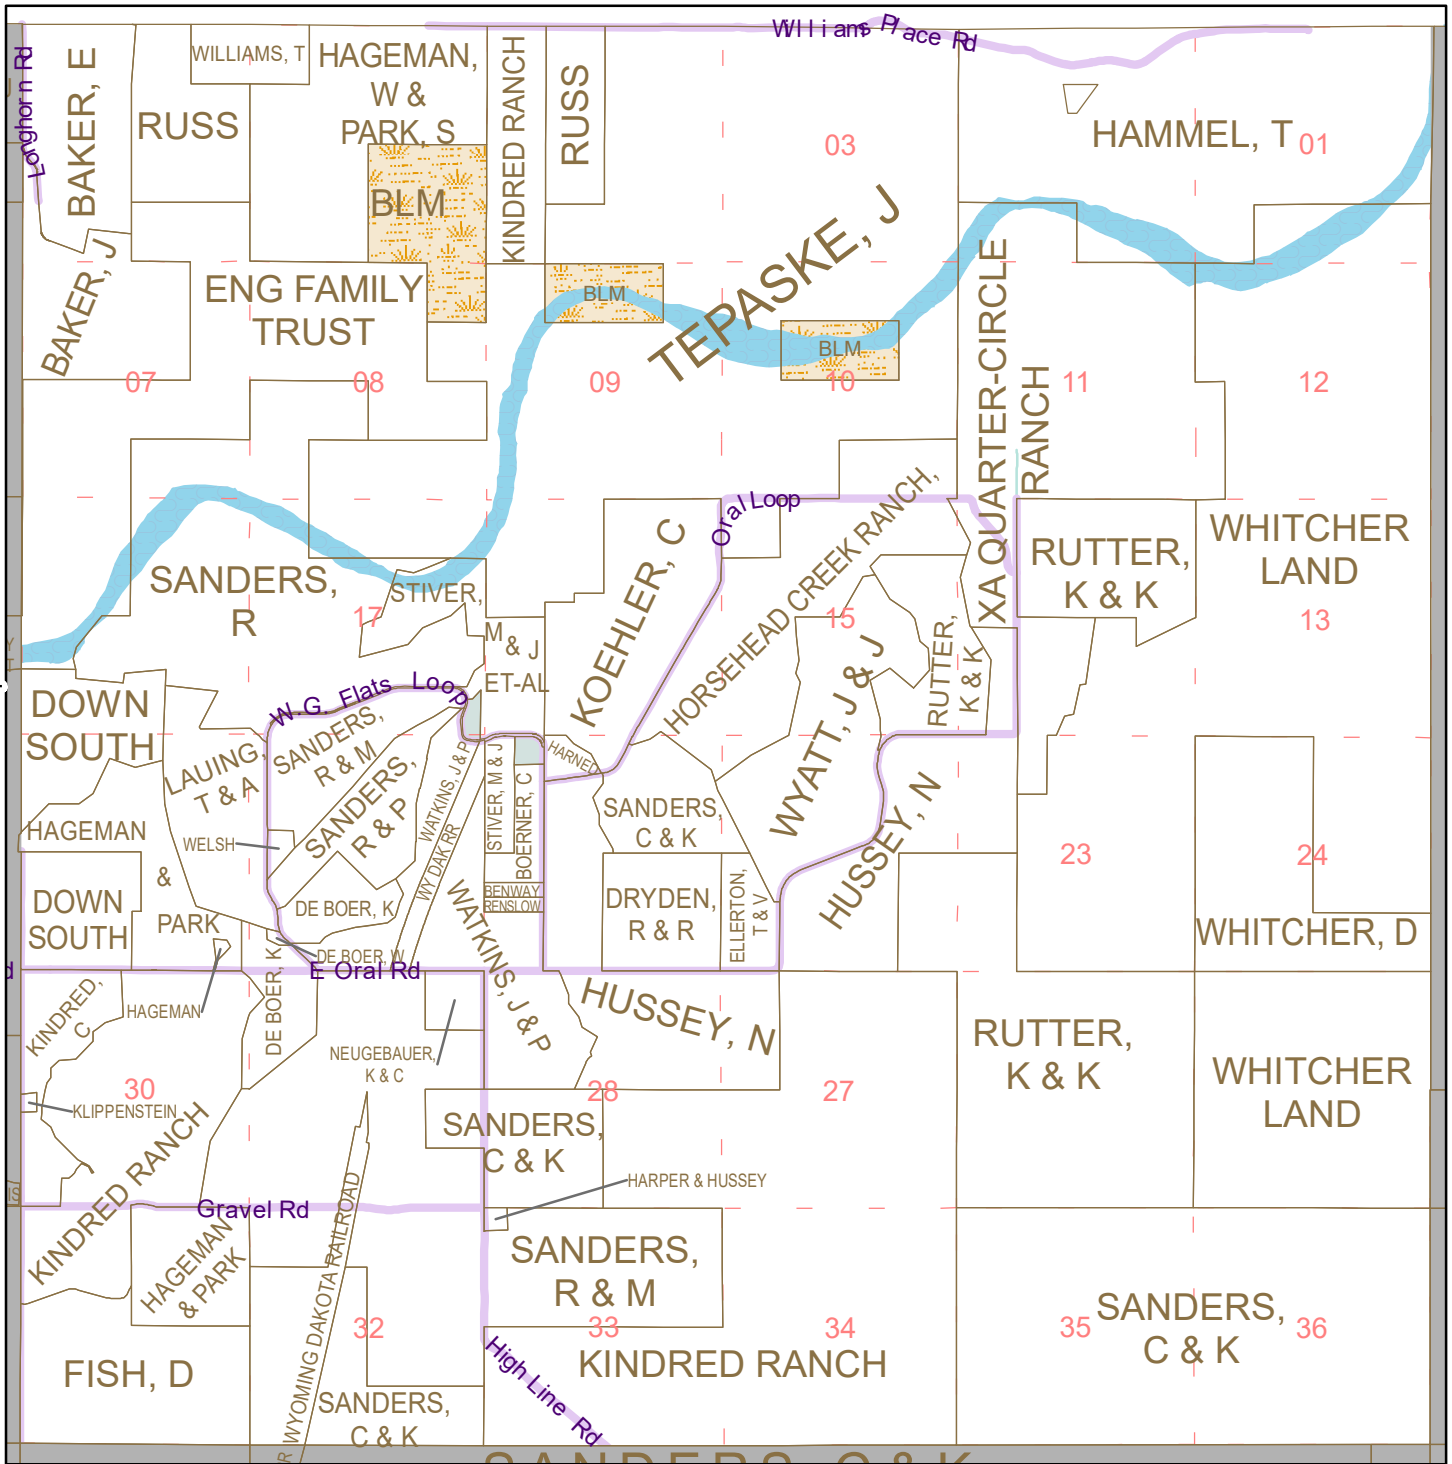 Williams Place Rd
Longhorn Rd
BAKER, E
WILLIAMS, T
RUSS
HAGEMAN,
W &
PARK, S
KINDRED RANCH
RUSS
03
HAMMEL, T
01
BLM
BAKER, J
ENG FAMILY
TRUST
BLM
TEPASKE, J
BLM
XA QUARTER-CIRCLE
RANCH
07
08
09
10
11
12
SANDERS,
R
17
STIVER,
M
& J
ET-AL
KOEHLER, C
Oral Loop
HORSEHEAD CREEK RANCH,
15
RUTTER,
K & K
WHITCHER
LAND
13
RUTTER,
K & K
WYATT, J & J
DOWN
SOUTH
W.G. Flats Loop
LAUING,
T & A
SANDERS,
R & M
SANDERS,
R & P
WATKINS, J & P
WY DAK RR
STIVER, M & J
BOERNER, C
HARNED
SANDERS,
C & K
HUSSEY, N
23
24
HAGEMAN
&
PARK
WELSH
DOWN
SOUTH
DE BOER, K
BENWAY
RENSLOW
DRYDEN,
R & R
ELLERTON,
T & V
WHITCHER, D
DE BOER, W
DE BOER, K
E Oral Rd
WATKINS, J & P
HUSSEY, N
KINDRED,
C
HAGEMAN
NEUGEBAUER,
K & C
RUTTER,
K & K
WHITCHER
LAND
30
28
27
KLIPPENSTEIN
SANDERS,
C & K
KINDRED RANCH
HARPER & HUSSEY
Gravel Rd
HAGEMAN
& PARK
WYOMING DAKOTA RAILROAD
SANDERS,
R & M
32
33
34
35
SANDERS,
C & K
36
FISH, D
High Line Rd
KINDRED RANCH
SANDERS,
C & K
R
SANDERS, C & K